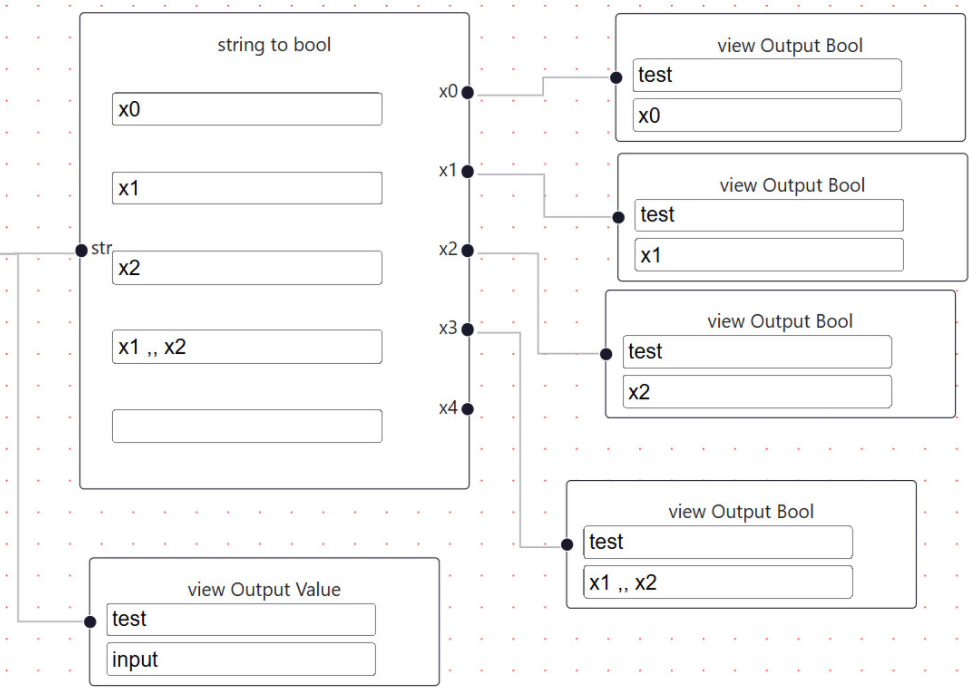 string to bool
x0
x1
str
x2
x1 ,, x2
x0
x1
x2
x3
x4
view Output Bool
test
x0
view Output Bool
test
x1
view Output Bool
test
x2
view Output Bool
test
x1 ,, x2
view Output Value
test
input